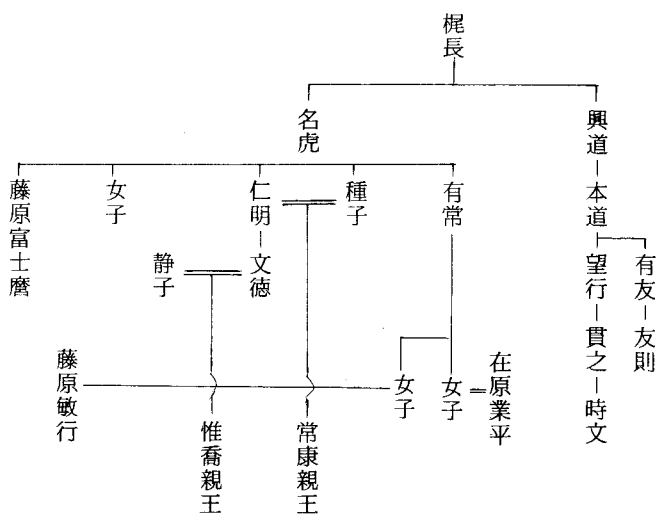 梶長
興道
本道
有友
友則
望行
貫之
時文
名虎
有常
種子
仁明
文徳
女子
藤原富士麿
静子
在原業平
女子
女子
藤原敏行
常康親王
惟喬親王